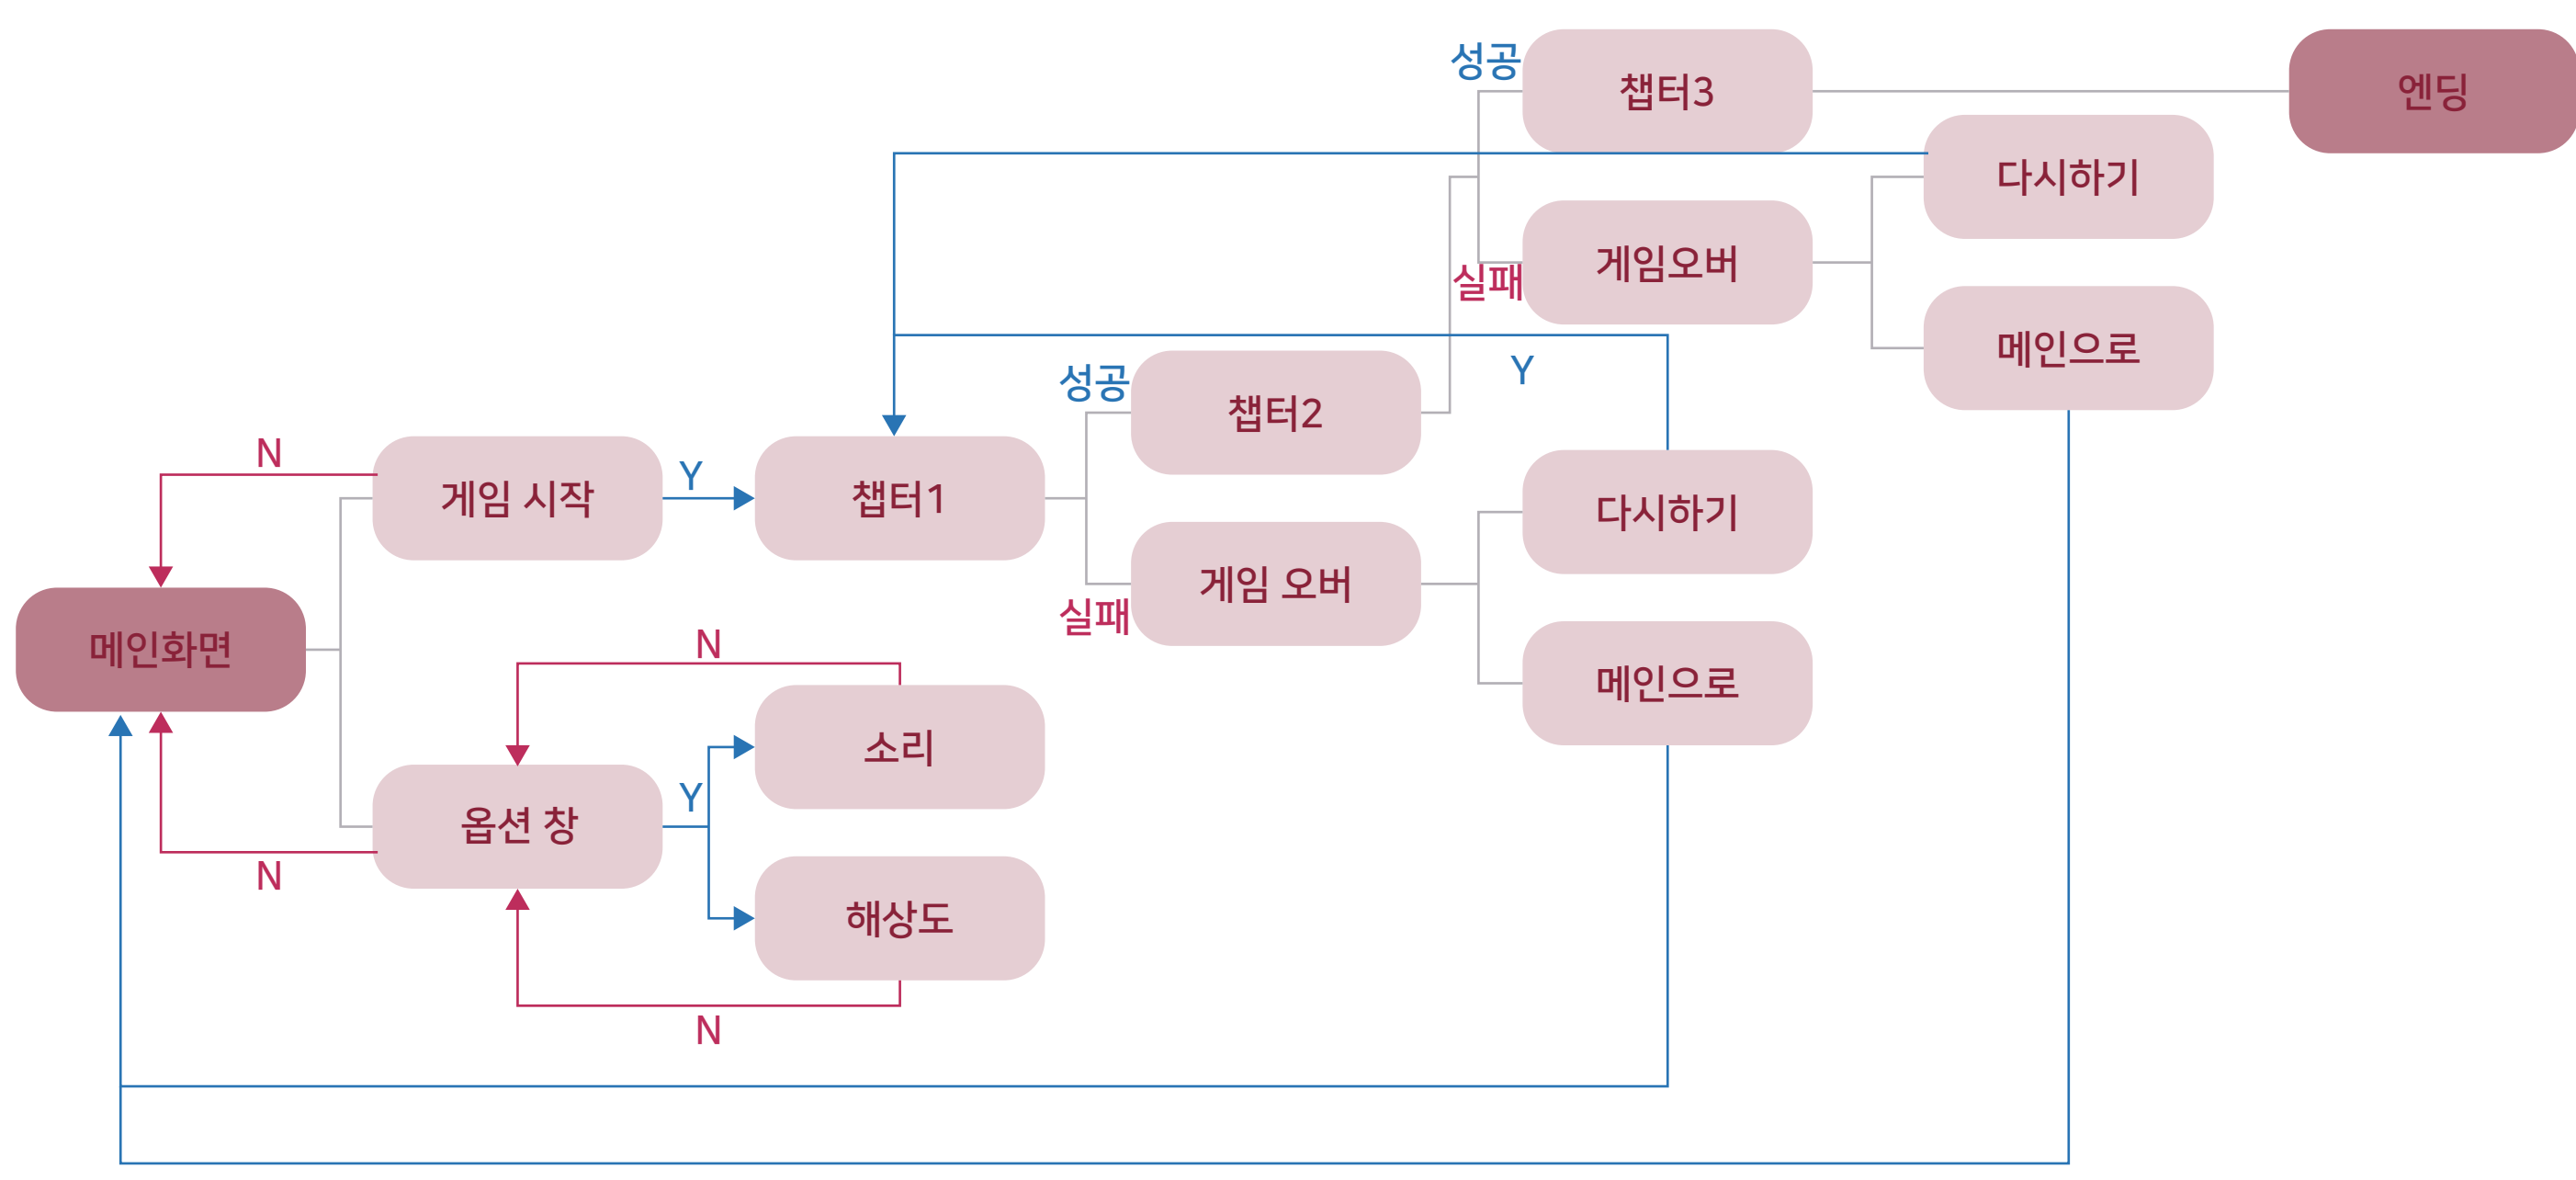 성공
챕터3
엔딩
다시하기
게임오버
실패
메인으로
Y
성공
챕터2
N
게임 시작
Y
챕터1
다시하기
게임 오버
실패
메인화면
N
메인으로
소리
Y
옵션 창
N
해상도
N